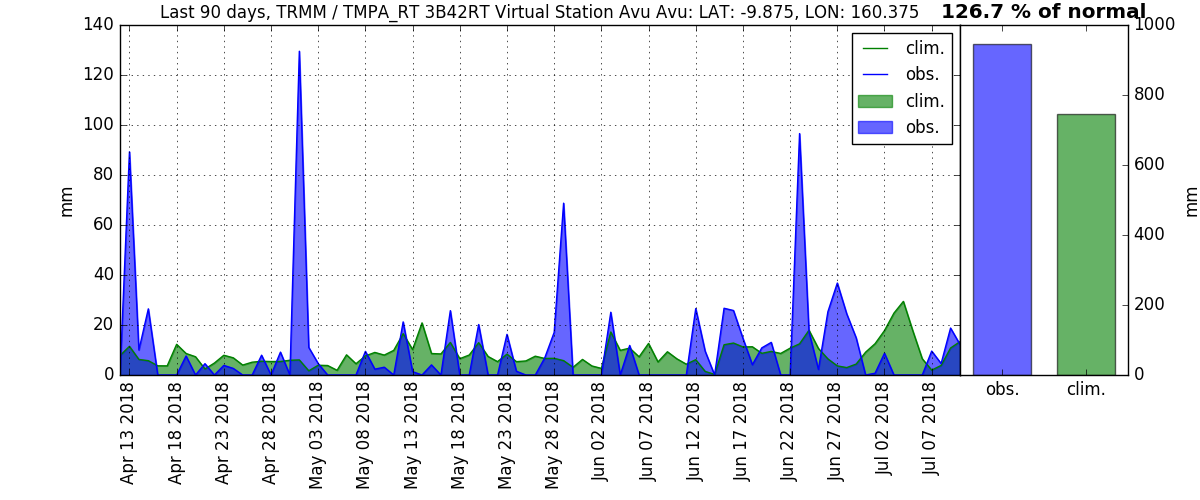 Last 90 days, TRMM / TMPA_RT 3B42RT Virtual Station Avu Avu: LAT: -9.875, LON: 160.375
126.7 % of normal
140
120
100
80
60
40
20
0
mm
clim.
obs.
clim.
obs.
Apr 13 2018
Apr 18 2018
Apr 23 2018
Apr 28 2018
May 03 2018
May 08 2018
May 13 2018
May 18 2018
May 23 2018
May 28 2018
Jun 02 2018
Jun 07 2018
Jun 12 2018
Jun 17 2018
Jun 22 2018
Jun 27 2018
Jul 02 2018
Jul 07 2018
1000
800
600
400
200
0
mm
obs.
clim.